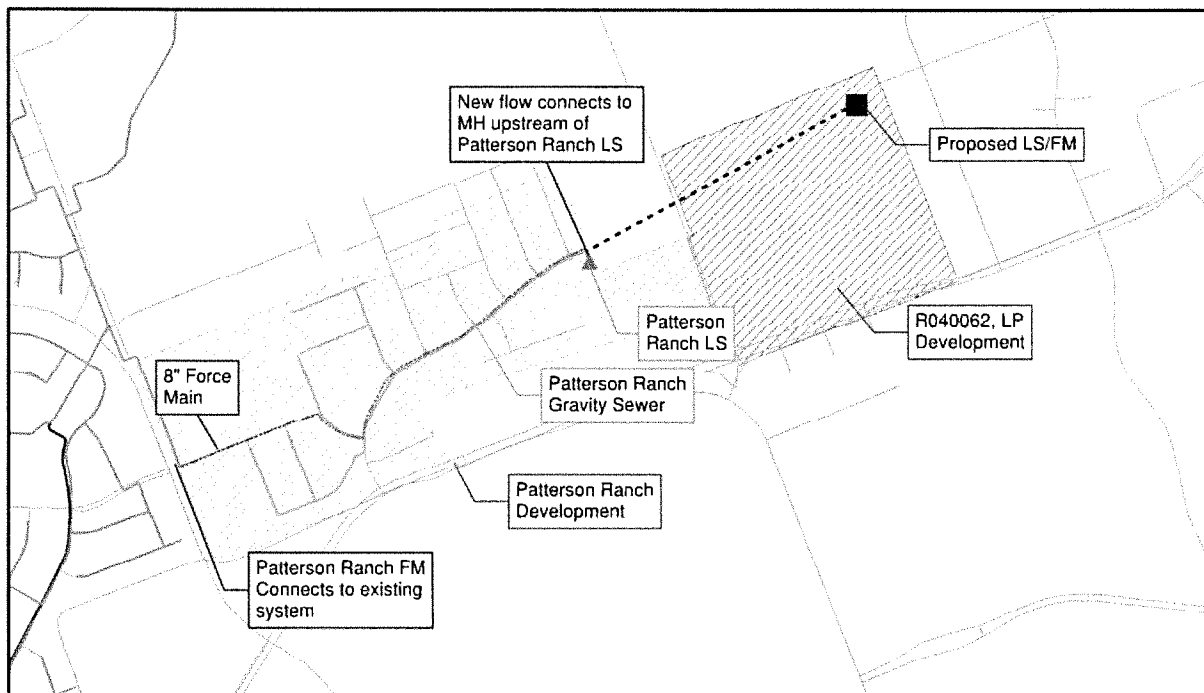 New flow connects to
MH upstream of
Patterson Ranch LS
Proposed LS/FM
Patterson
Ranch LS
R040062, LP
Development
8" Force
Main
Patterson Ranch
Gravity Sewer
Patterson Ranch
Development
Patterson Ranch FM
Connects to existing
system